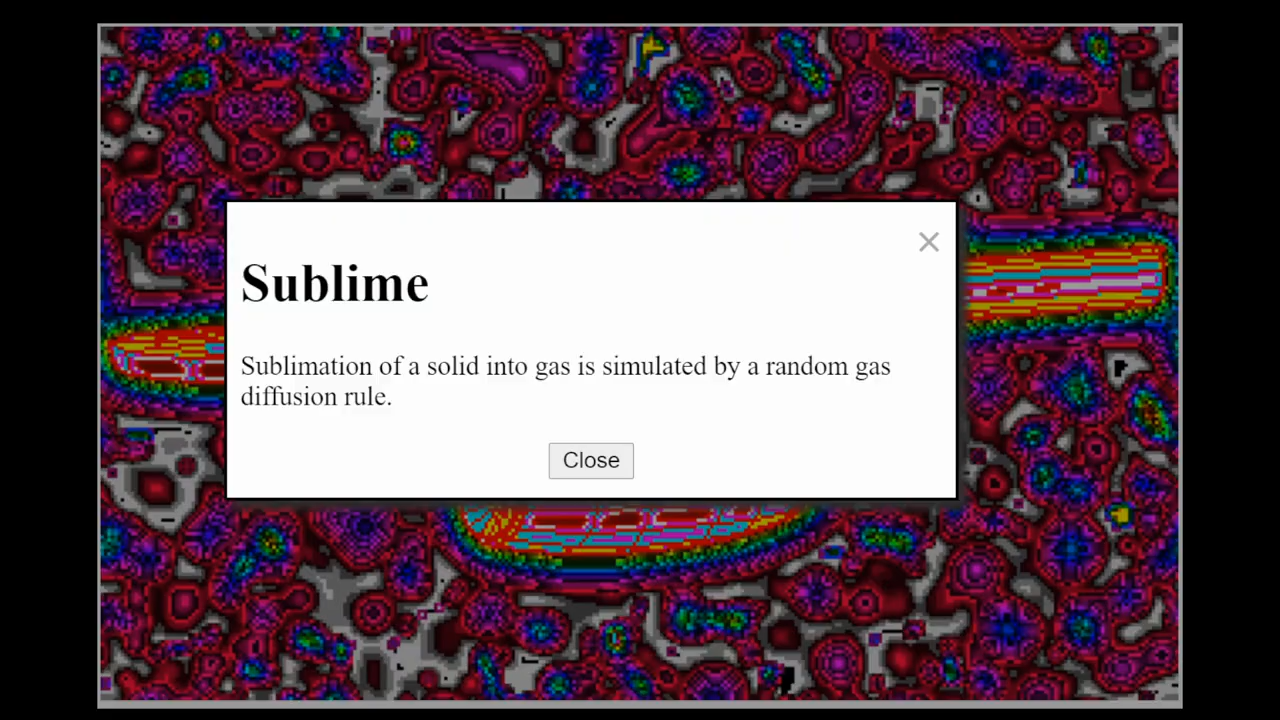 Sublime
Sublimation of a solid into gas is simulated by a random gas
diffusion rule.
Close